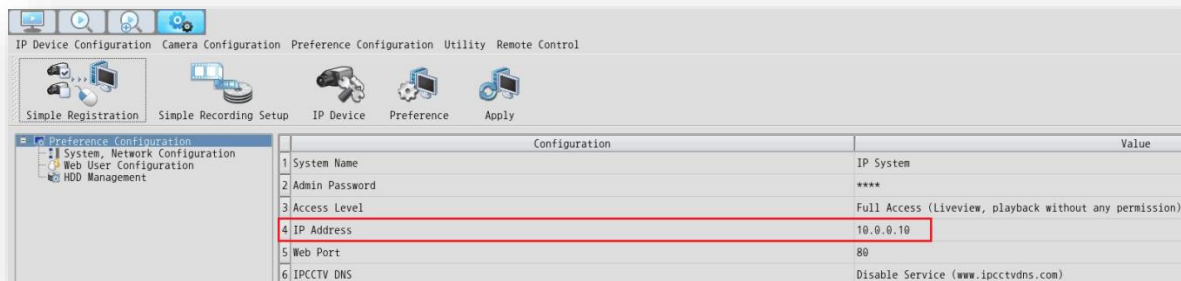 IP Device Configuration Camera Configuration Preference Configuration Utility Remote Control
Simple Registration Simple Recording Setup IP Device Preference Apply
Preference Configuration
System, Network Configuration
Web User Configuration
HDD Management
Configuration Value
1 System Name IP System
2 Admin Password ****
3 Access Level Full Access (Liveview, playback without any permission)
4 IP Address 10.0.0.10
5 Web Port 80
6 IPCCTV DNS Disable Service (www.ipcctvdns.com)